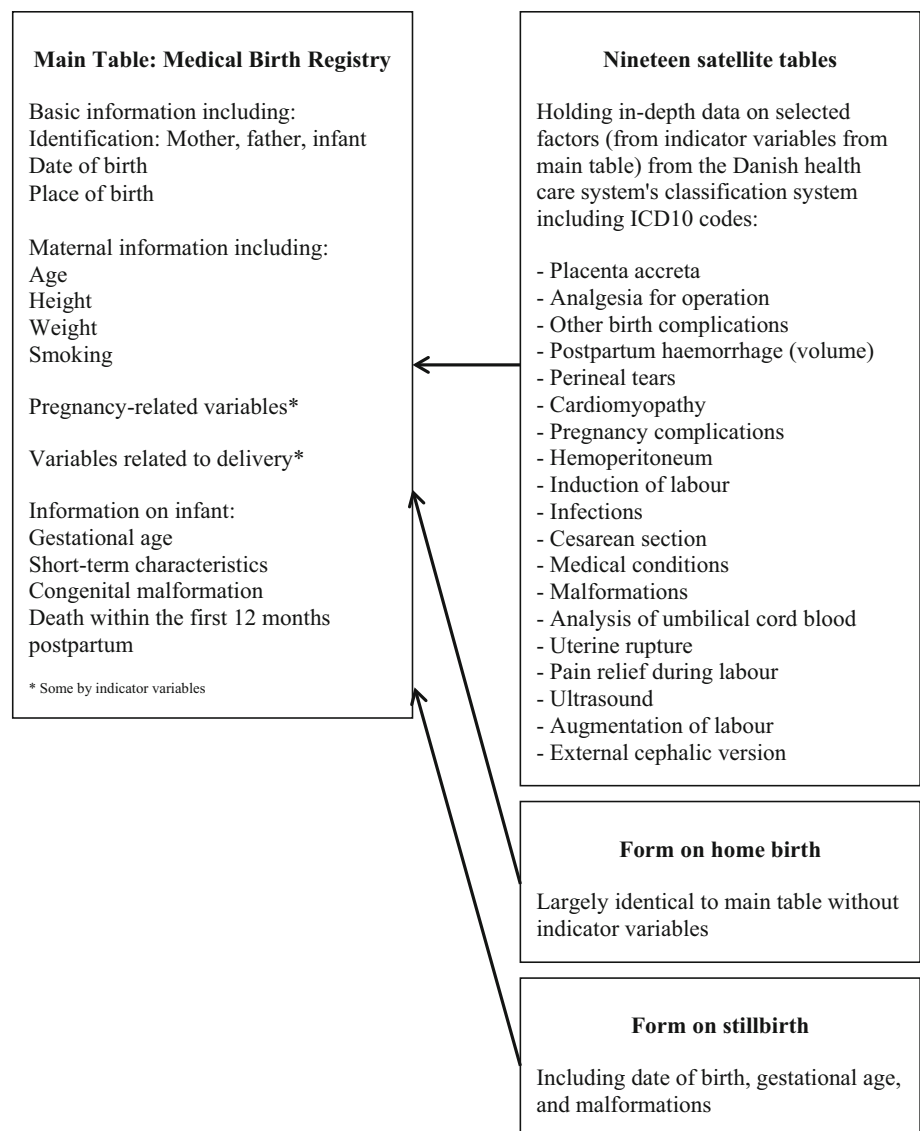 Main Table: Medical Birth Registry
Basic information including:
Identification: Mother, father, infant
Date of birth
Place of birth
Maternal information including:
Age
Height
Weight
Smoking
Pregnancy-related variables*
Variables related to delivery*
Information on infant:
Gestational age
Short-term characteristics
Congenital malformation
Death within the first 12 months
postpartum
* Some by indicator variables
Nineteen satellite tables
Holding in-depth data on selected
factors (from indicator variables from
main table) from the Danish health
care system's classification system
including ICD10 codes:
- Placenta accreta
- Analgesia for operation
- Other birth complications
- Postpartum haemorrhage (volume)
- Perineal tears
- Cardiomyopathy
- Pregnancy complications
- Hemoperitoneum
- Induction of labour
- Infections
- Cesarean section
- Medical conditions
- Malformations
- Analysis of umbilical cord blood
- Uterine rupture
- Pain relief during labour
- Ultrasound
- Augmentation of labour
- External cephalic version
Form on home birth
Largely identical to main table without
indicator variables
Form on stillbirth
Including date of birth, gestational age,
and malformations